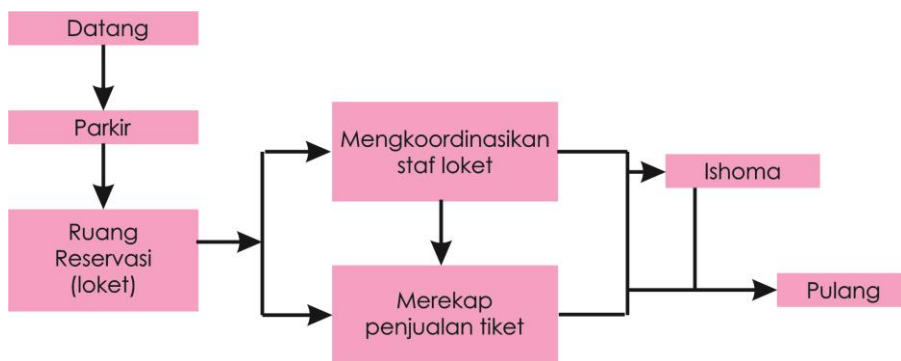 Datang
Parkir
Ruang
Reservasi
(loket)
Mengkoordinasikan
staf loket
Merekap
penjualan tiket
Ishoma
Pulang